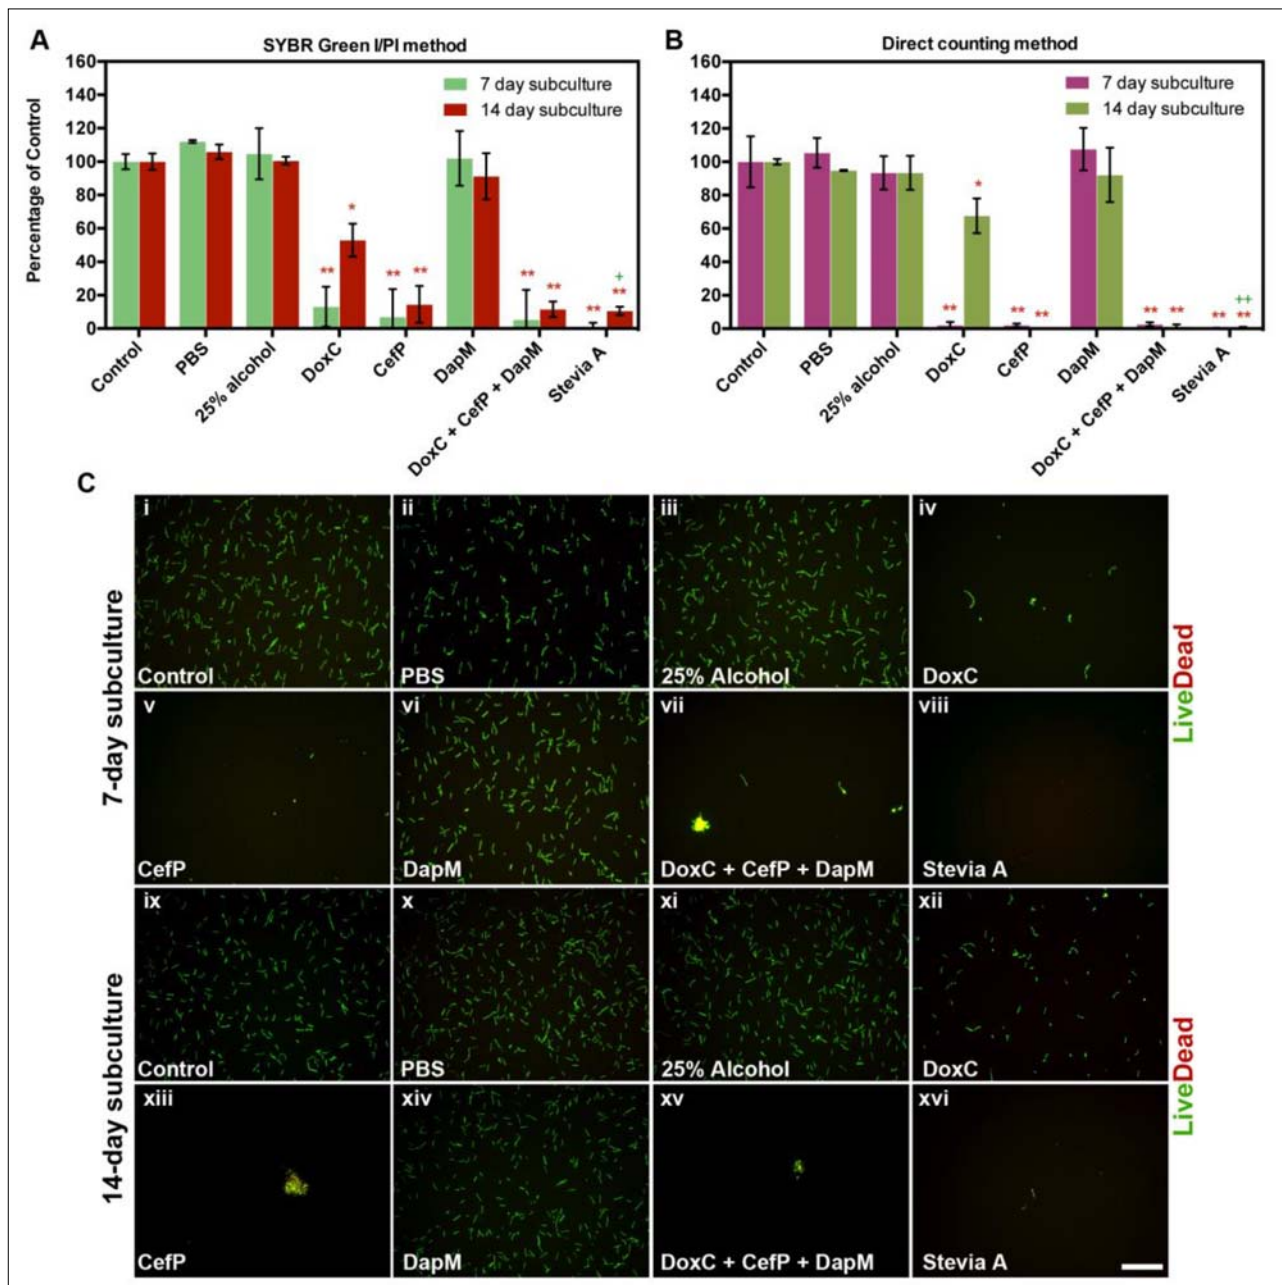 A
SYBR Green I/PI method
Percentage of Control
160
140
120
100
80
60
40
20
0
7 day subculture
14 day subculture
*
** ** ** ** ** +
** **
Control
PBS
25% alcohol
DoxC
CefP
DapM
DoxC + CefP + DapM
Stevia A
B
Direct counting method
160
140
120
100
80
60
40
20
0
7 day subculture
14 day subculture
*
** ** ** ** ** ** ++
**
Control
PBS
25% alcohol
DoxC
CefP
DapM
DoxC + CefP + DapM
Stevia A
C
7-day subculture
i
Control
ii
PBS
iii
25% Alcohol
iv
DoxC
v
CefP
vi
DapM
vii
DoxC + CefP + DapM
viii
Stevia A
LiveDead
14-day subculture
ix
Control
x
PBS
xi
25% Alcohol
xii
DoxC
xiii
CefP
xiv
DapM
xv
DoxC + CefP + DapM
xvi
Stevia A
LiveDead